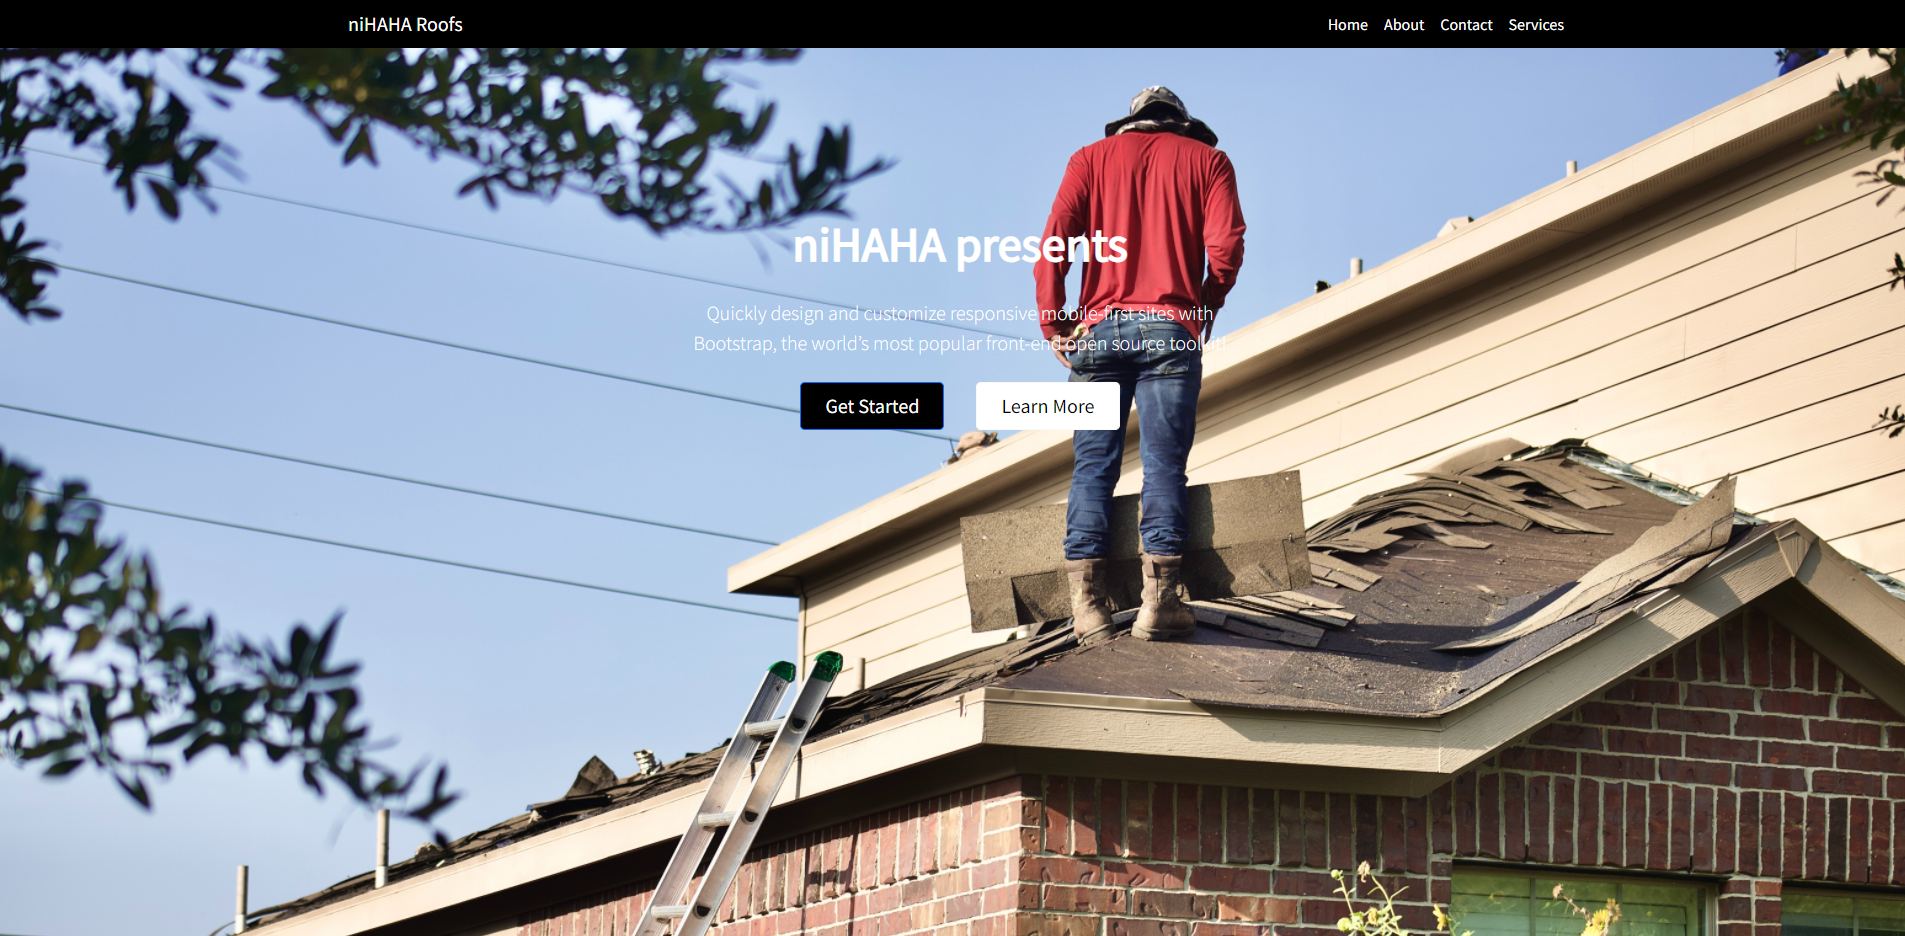 niHAHA Roofs
Home About Contact Services
niHAHA presents
Quickly design and customize responsive mobile-first sites with
Bootstrap, the world's most popular front-end open source toolkit!
Get Started
Learn More